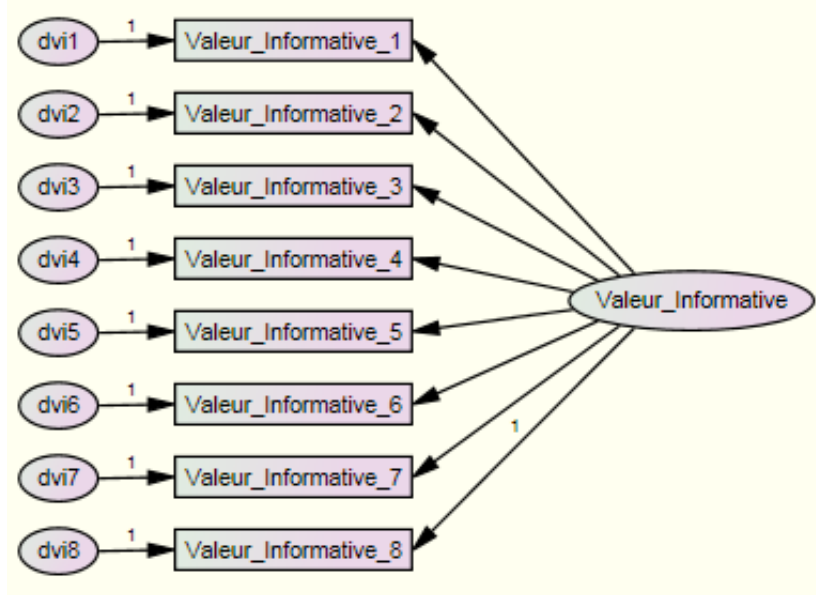 dvi1 1 Valeur_Informative_1
dvi2 1 Valeur_Informative_2
dvi3 1 Valeur_Informative_3
dvi4 1 Valeur_Informative_4
Valeur_Informative
dvi5 1 Valeur_Informative_5
dvi6 1 Valeur_Informative_6
1
dvi7 1 Valeur_Informative_7
dvi8 1 Valeur_Informative_8